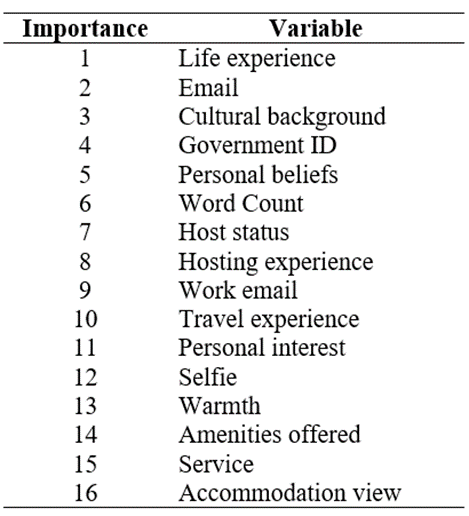 Importance Variable
1 Life experience
2 Email
3 Cultural background
4 Government ID
5 Personal beliefs
6 Word Count
7 Host status
8 Hosting experience
9 Work email
10 Travel experience
11 Personal interest
12 Selfie
13 Warmth
14 Amenities offered
15 Service
16 Accommodation view